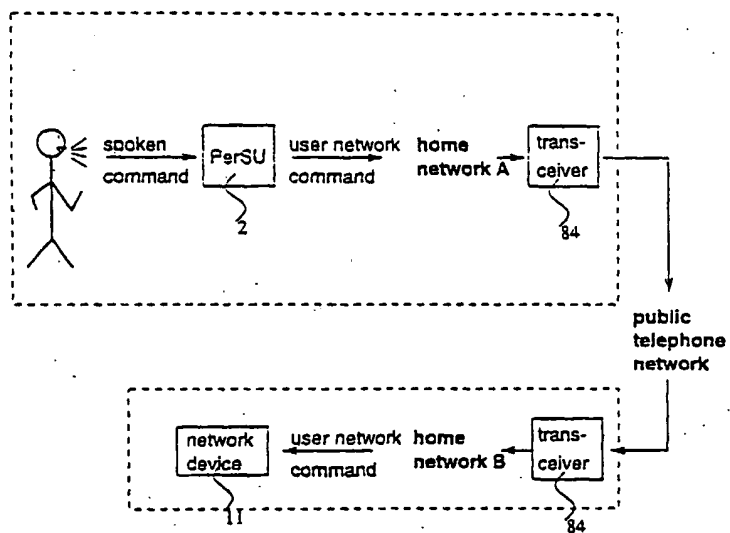 spoken
command
PerSU
2
user network
command
home
network A
trans-
ceiver
84
public
telephone
network
network
device
11
user network
command
home
network B
trans-
ceiver
84